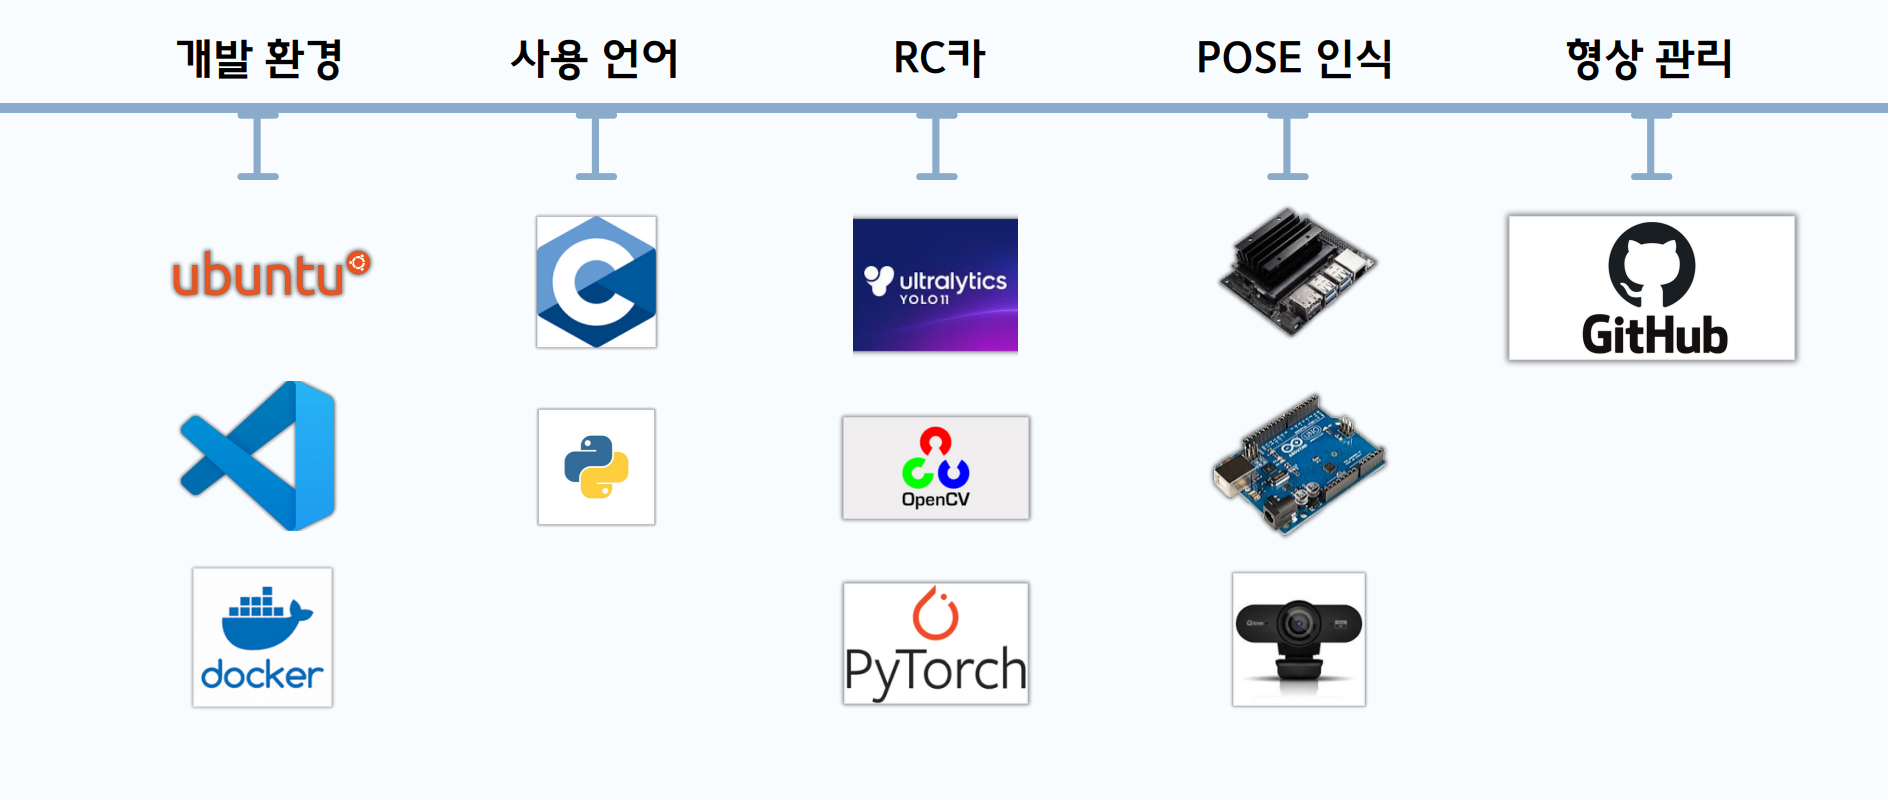 개발 환경
사용 언어
RC카
POSE 인식
형상 관리
ubuntu
C
ultralytics
YOLO11
GitHub
OpenCV
UNO
docker
PyTorch